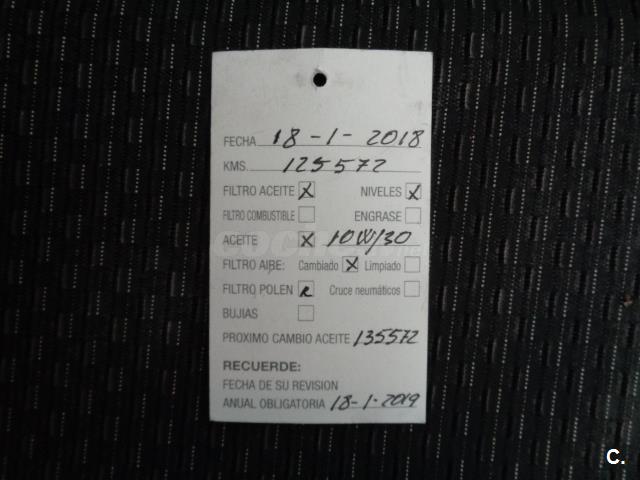 FECHA 18-1-2018
KMS. 125572
FILTRO ACEITE X NIVELES X
FILTRO COMBUSTIBLE ENGRASE
ACEITE X 10W/30
FILTRO AIRE: Cambiado X Limpiado
FILTRO POLEN Cruce neumáticos
BUJIAS
PROXIMO CAMBIO ACEITE 135572
RECUERDE:
FECHA DE SU REVISION
ANUAL OBLIGATORIA 18-1-2019
C.